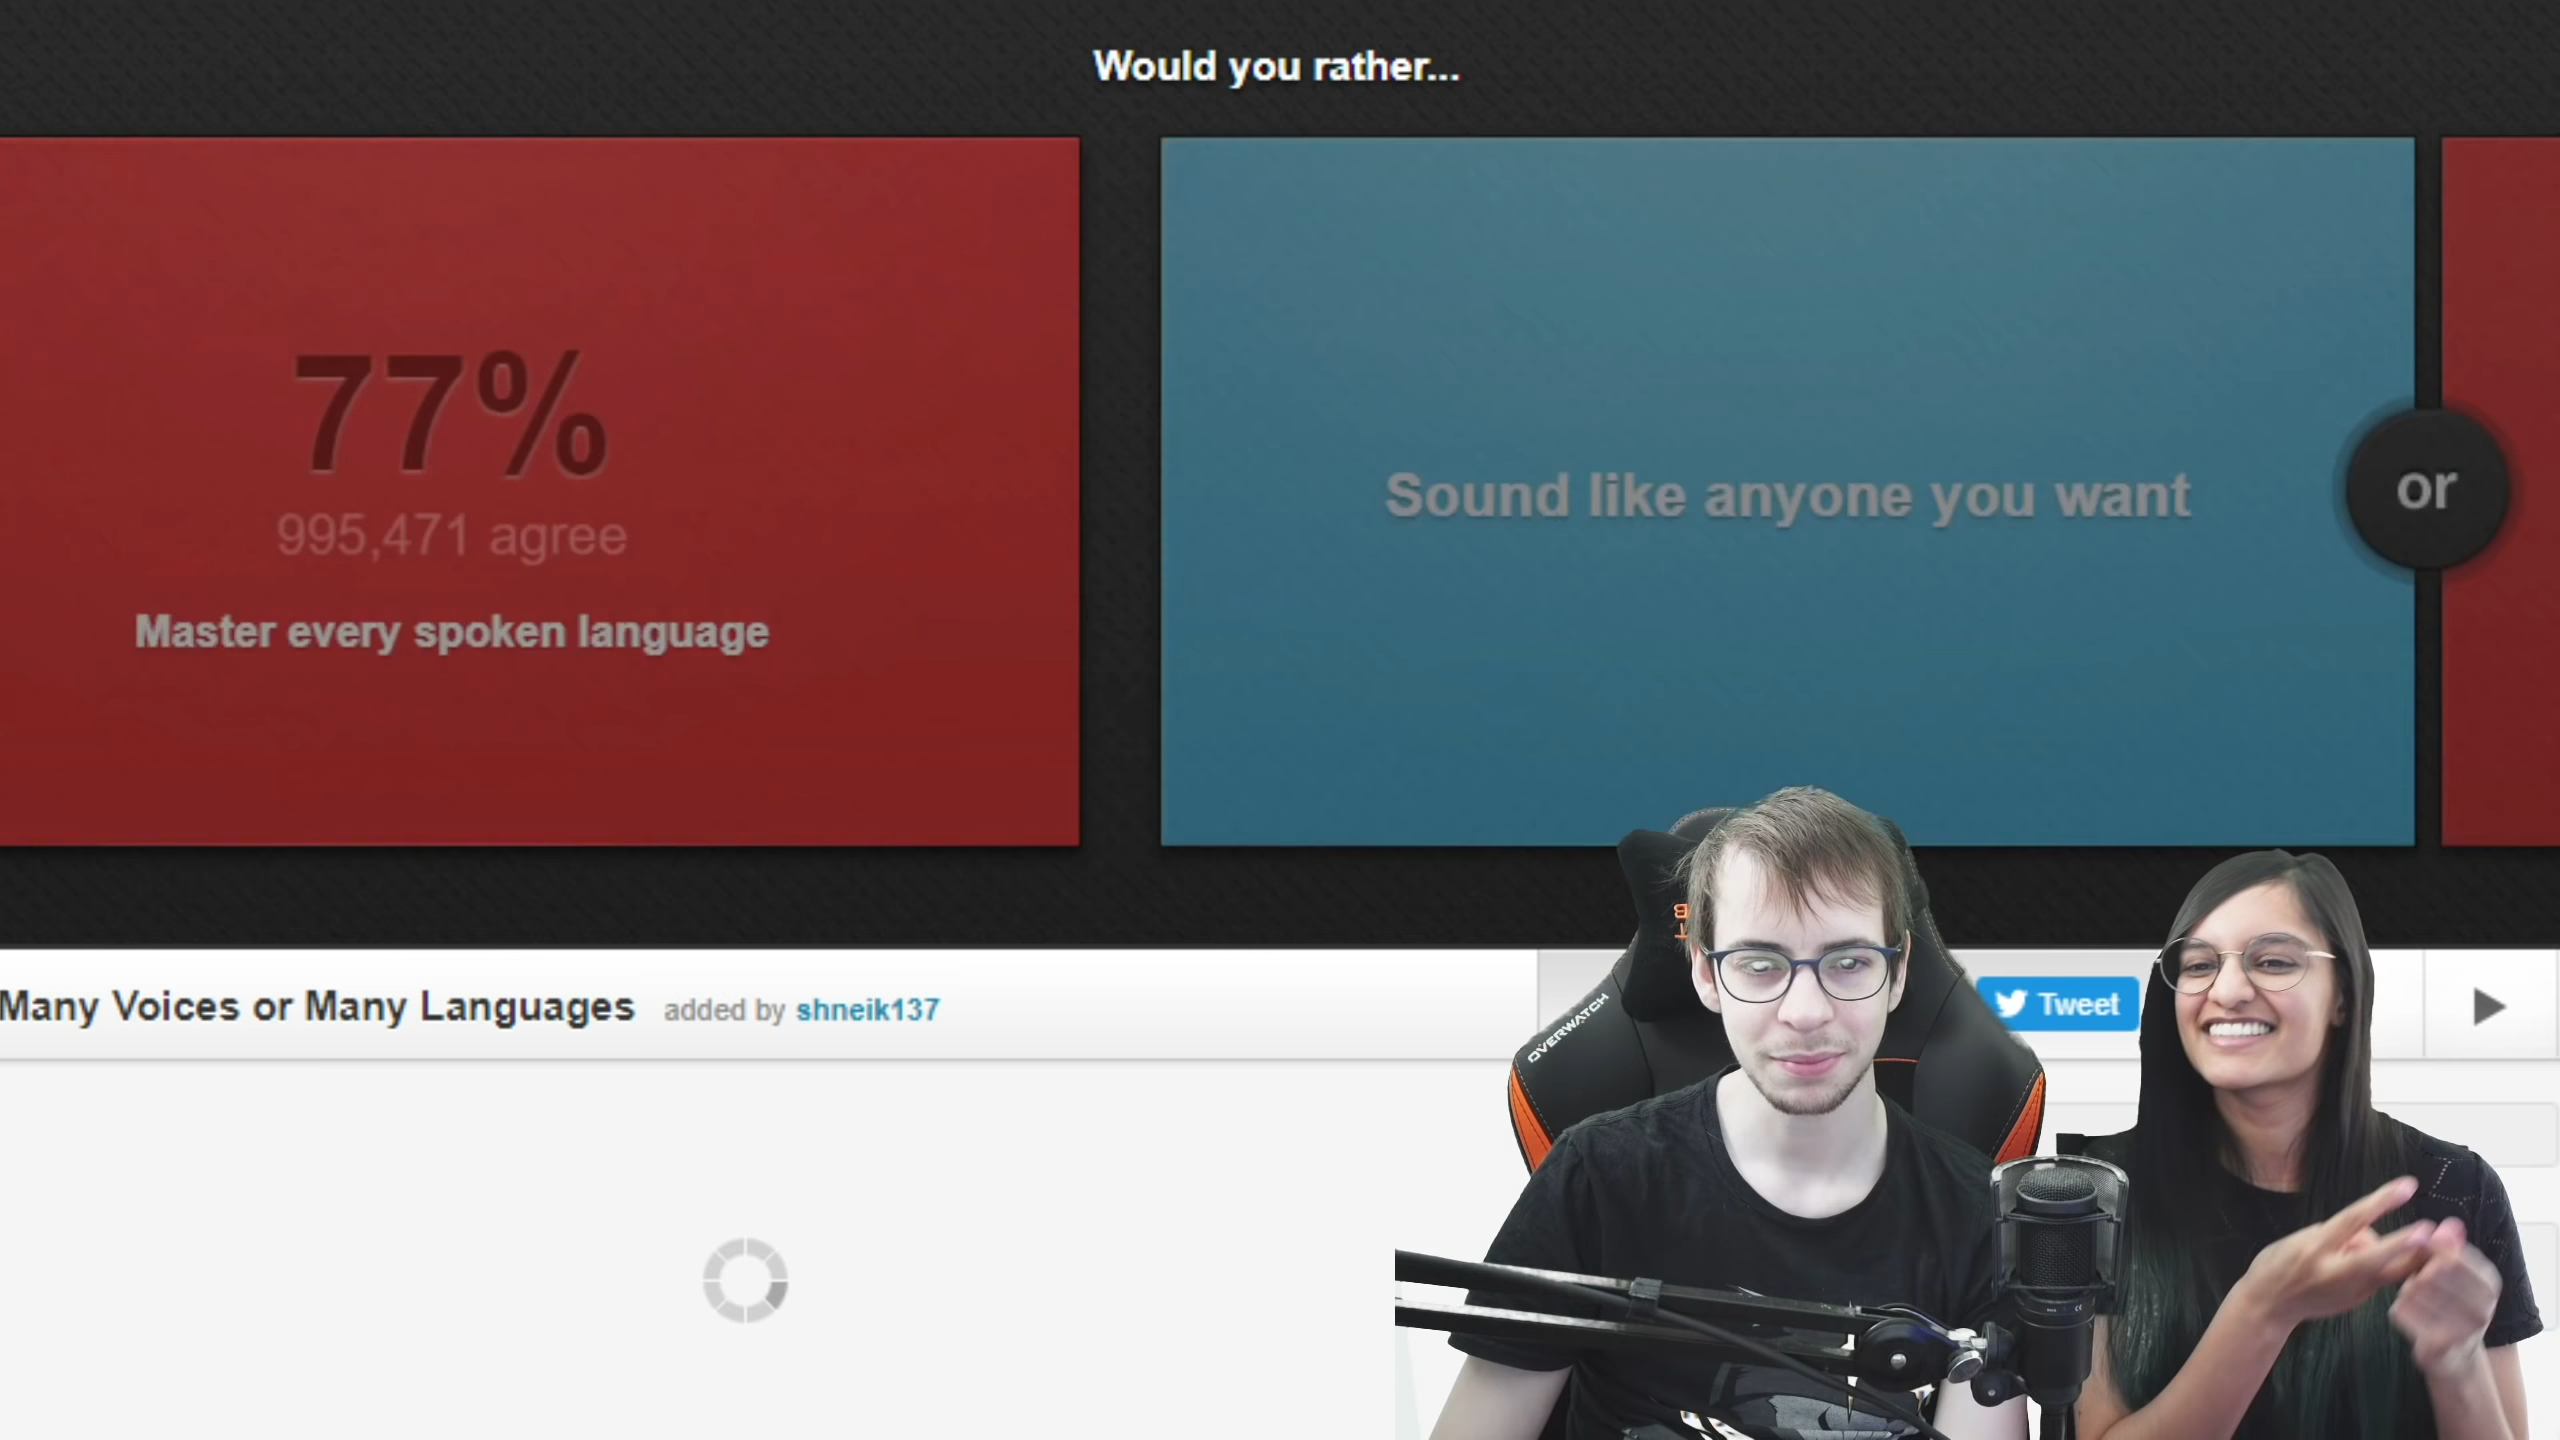 Would you rather...
77%
995,471 agree
Master every spoken language
Sound like anyone you want
or
Many Voices or Many Languages added by shneik137
Tweet
OVERWATCH